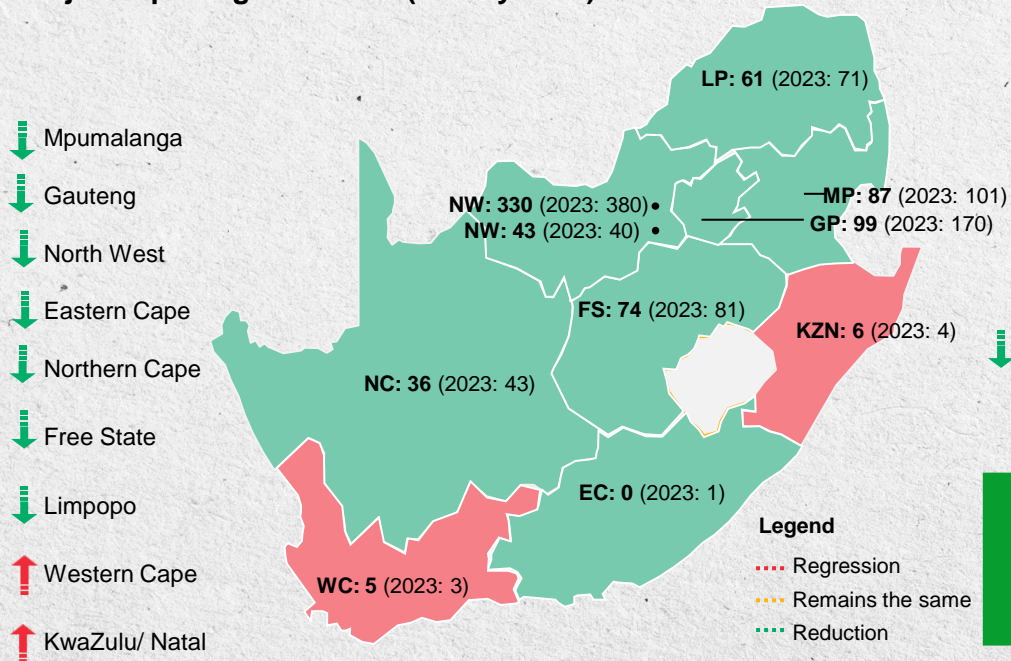 LP: 61 (2023: 71)
Mpumalanga
Gauteng
North West
Eastern Cape
Northern Cape
Free State
Limpopo
Western Cape
KwaZulu/ Natal
NW: 330 (2023: 380)
NW: 43 (2023: 40)
MP: 87 (2023: 101)
GP: 99 (2023: 170)
FS: 74 (2023: 81)
KZN: 6 (2023: 4)
NC: 36 (2023: 43)
EC: 0 (2023: 1)
WC: 5 (2023: 3)
Legend
Regression
Remains the same
Reduction